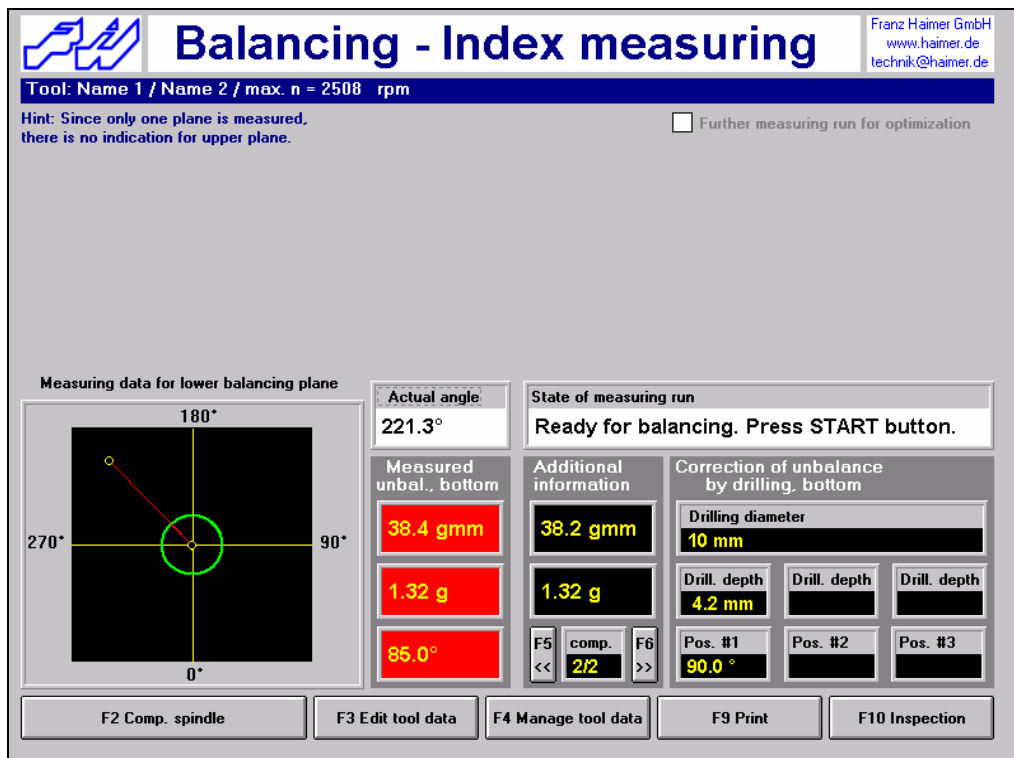 Balancing - Index measuring
Franz Haimer GmbH
www.haimer.de
technik@haimer.de
Tool: Name 1 / Name 2 / max. n = 2508 rpm
Hint: Since only one plane is measured,
there is no indication for upper plane.
Further measuring run for optimization
Measuring data for lower balancing plane
180°
270°
90°
0°
Actual angle
221.3°
State of measuring run
Ready for balancing. Press START button.
Measured
unbal., bottom
38.4 gmm
1.32 g
85.0°
Additional
information
38.2 gmm
1.32 g
F5
<<
comp.
2/2
F6
>>
Correction of unbalance
by drilling, bottom
Drilling diameter
10 mm
Drill. depth
4.2 mm
Drill. depth
Drill. depth
Pos. #1
90.0 °
Pos. #2
Pos. #3
F2 Comp. spindle
F3 Edit tool data
F4 Manage tool data
F9 Print
F10 Inspection